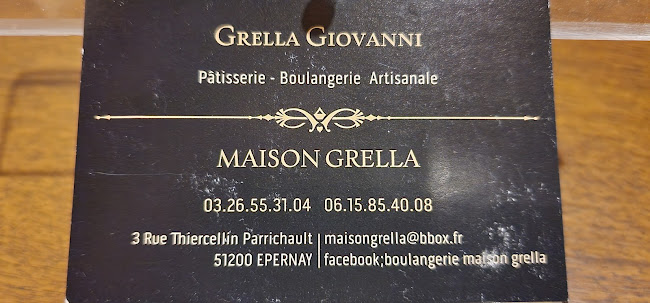 GRELLA GIOVANNI
Pâtisserie - Boulangerie Artisanale
MAISON GRELLA
03.26.55.31.04 06.15.85.40.08
3 Rue Thiercellin Parrichault | maisongrella@bbox.fr
51200 EPERNAY | facebook;boulangerie maison grella